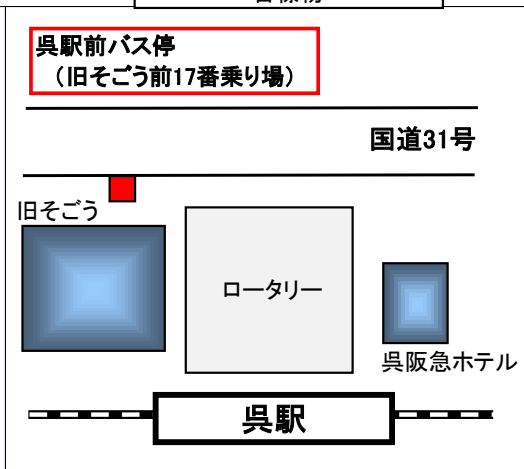 呉駅前バス停
（旧そごう前17番乗り場）
国道31号
旧そごう
ロータリー
呉阪急ホテル
呉駅